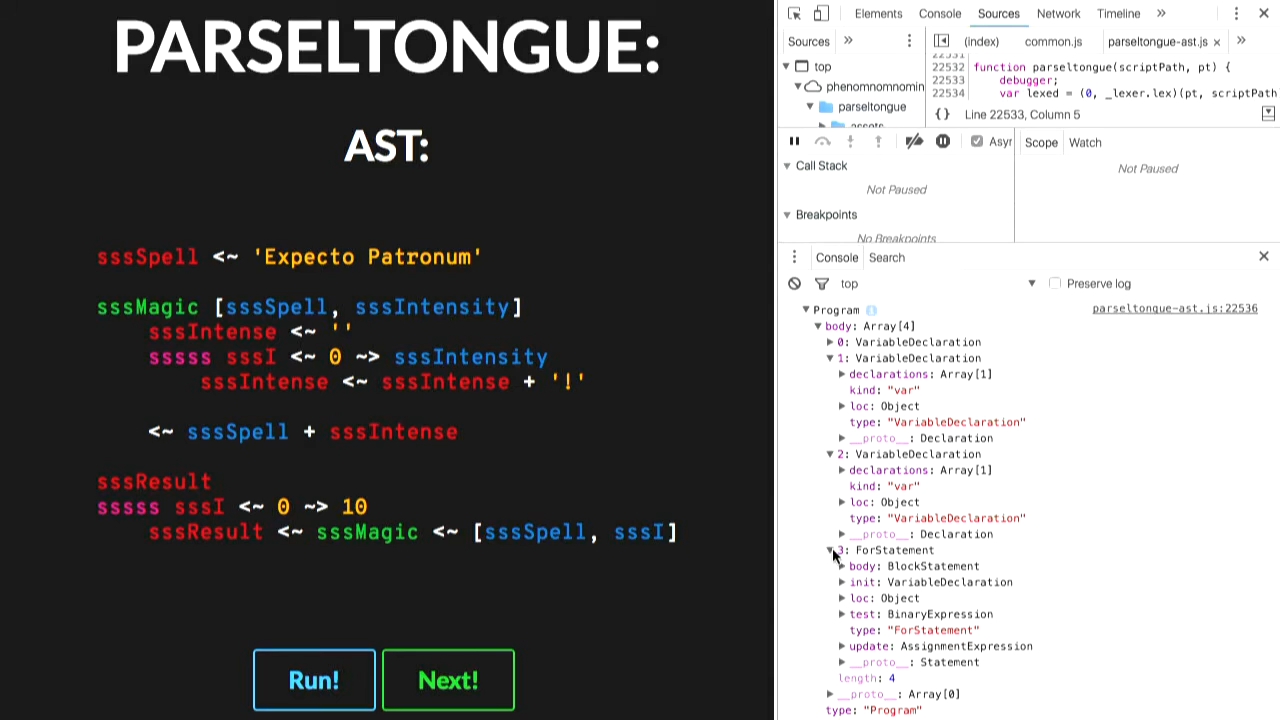 PARSELTONGUE:
AST:
sssSpell <~ 'Expecto Patronum'
sssMagic [sssSpell, sssIntensity]
sssIntense <~ ''
sssss sssI <~ 0 ~> sssIntensity
sssIntense <~ sssIntense + '!'
<~ sssSpell + sssIntense
sssResult
sssss sssI <~ 0 ~> 10
sssResult <~ sssMagic <~ [sssSpell, sssI]
Run! Next!
Elements Console Sources Network Timeline »
Sources » (index) common.js parseltongue-ast.js × »
top
phenomnomnomin
parseltongue
assets
22531
22532 function parseltongue(scriptPath, pt) {
22533 debugger;
22534 var lexed = (0, _lexer.lex)(pt, scriptPath
{} Line 22533, Column 5
Asyr Scope Watch
Call Stack
Not Paused
Not Paused
Breakpoints
No Breakpoints
Console Search
top Preserve log
Program parseltongue-ast.js:22536
body: Array[4]
0: VariableDeclaration
1: VariableDeclaration
declarations: Array[1]
kind: "var"
loc: Object
type: "VariableDeclaration"
__proto__: Declaration
2: VariableDeclaration
declarations: Array[1]
kind: "var"
loc: Object
type: "VariableDeclaration"
__proto__: Declaration
3: ForStatement
body: BlockStatement
init: VariableDeclaration
loc: Object
test: BinaryExpression
type: "ForStatement"
update: AssignmentExpression
__proto__: Statement
length: 4
__proto__: Array[0]
type: "Program"